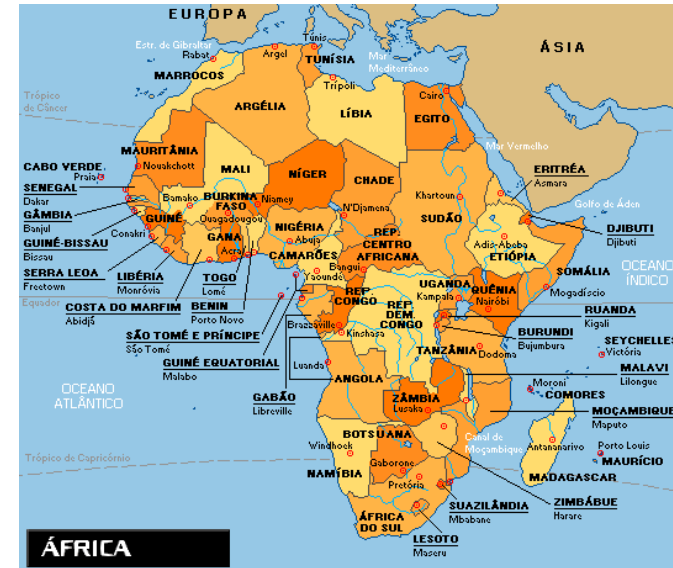 EUROPA
Estr. de Gibraltar
Rabat
Argel
Túnis
TUNÍSIA
Mar
Mediterrâneo
ÁSIA
MARROCOS
Trípoli
Trópico
de Câncer
ARGÉLIA
LÍBIA
Cairo
EGITO
Mar Vermelho
MAURITÂNIA
Nouakchott
CABO VERDE
Praia
MALI
NÍGER
CHADE
SUDÃO
Khartoun
ERITRÉA
Asmara
SENEGAL
Dakar
GÂMBIA
Banjul
GUINÉ-BISSAU
Bissau
Bamako
BURKINA
FASO
Ouagadougou
Niamey
N'Djamena
Golfo de Áden
DJIBUTI
Djibuti
GUINÉ
Conakri
NIGÉRIA
Abuja
REP.
CENTRO
AFRICANA
Adis-Abeba
ETIÓPIA
SERRA LEOA
Freetown
LIBÉRIA
Monróvia
GANA
Acra
TOGO
Lomé
CAMARÕES
Yaoundé
Bangui
SOMÁLIA
Mogadíscio
OCEANO
ÍNDICO
Equador
COSTA DO MARFIM
Abidjã
BENIN
Porto Novo
REP.
CONGO
REP.
DEM.
CONGO
UGANDA
Kampala
QUÊNIA
Nairóbi
RUANDA
Kigali
SÃO TOMÉ E PRÍNCIPE
São Tomé
Brazzaville
Kinshasa
BURUNDI
Bujumbura
SEYCHELLES
Victória
GUINÉ EQUATORIAL
Malabo
Luanda
TANZÂNIA
Dodoma
MALAVI
Lilongue
OCEANO
ATLÂNTICO
GABÃO
Libreville
ANGOLA
ZÂMBIA
Lusaka
Moroni
COMORES
MOÇAMBIQUE
Maputo
BOTSUANA
Windhoek
NAMÍBIA
Gaborone
Canal de
Moçambique
Antananarivo
Porto Louis
MAURÍCIO
MADAGASCAR
Trópico de Capricórnio
Pretória
SUAZILÂNDIA
Mbabane
ZIMBÁBUE
Harare
ÁFRICA
DO SUL
LESOTO
Maseru
ÁFRICA